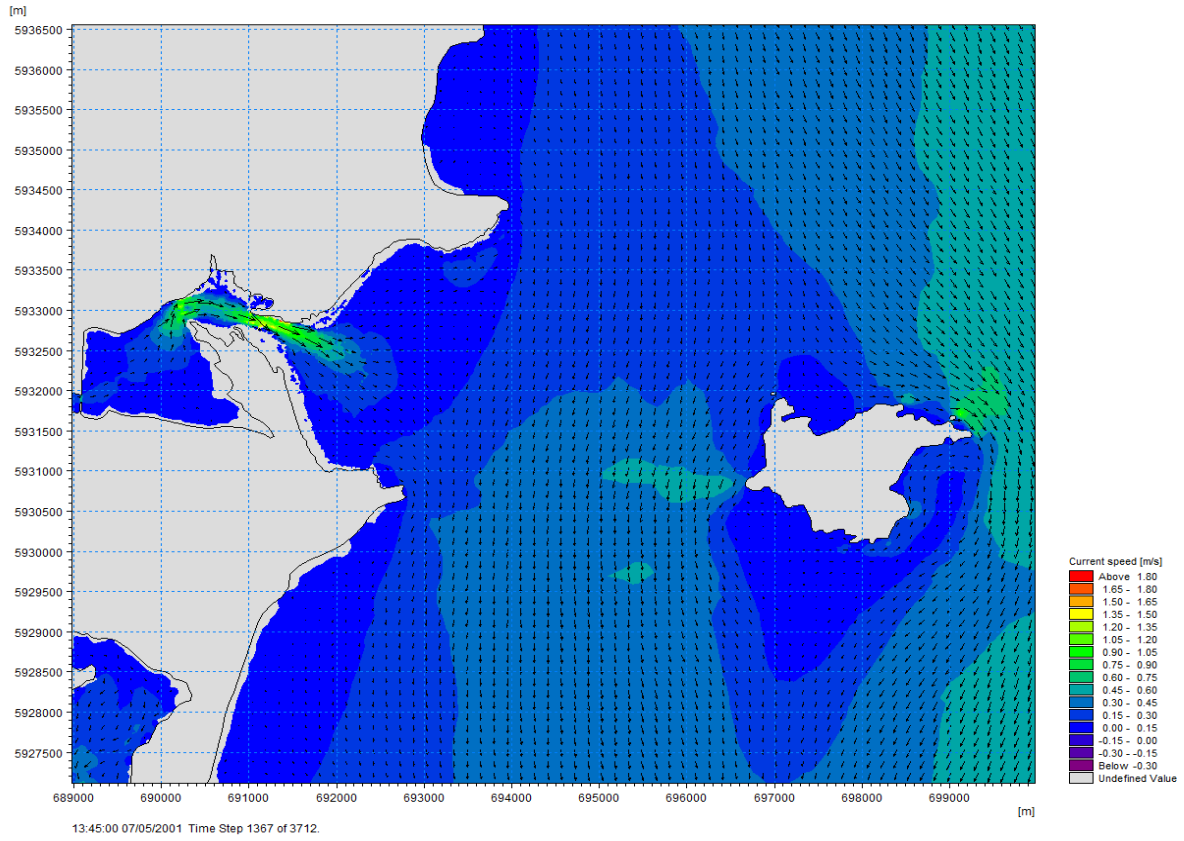 [m]
5936500
5936000
5935500
5935000
5934500
5934000
5933500
5933000
5932500
5932000
5931500
5931000
5930500
5930000
5929500
5929000
5928500
5928000
5927500
689000 690000 691000 692000 693000 694000 695000 696000 697000 698000 699000
[m]
13:45:00 07/05/2001 Time Step 1367 of 3712.
Current speed [m/s]
Above 1.80
1.65 - 1.80
1.50 - 1.65
1.35 - 1.50
1.20 - 1.35
1.05 - 1.20
0.90 - 1.05
0.75 - 0.90
0.60 - 0.75
0.45 - 0.60
0.30 - 0.45
0.15 - 0.30
0.00 - 0.15
-0.15 - 0.00
-0.30 - -0.15
Below -0.30
Undefined Value